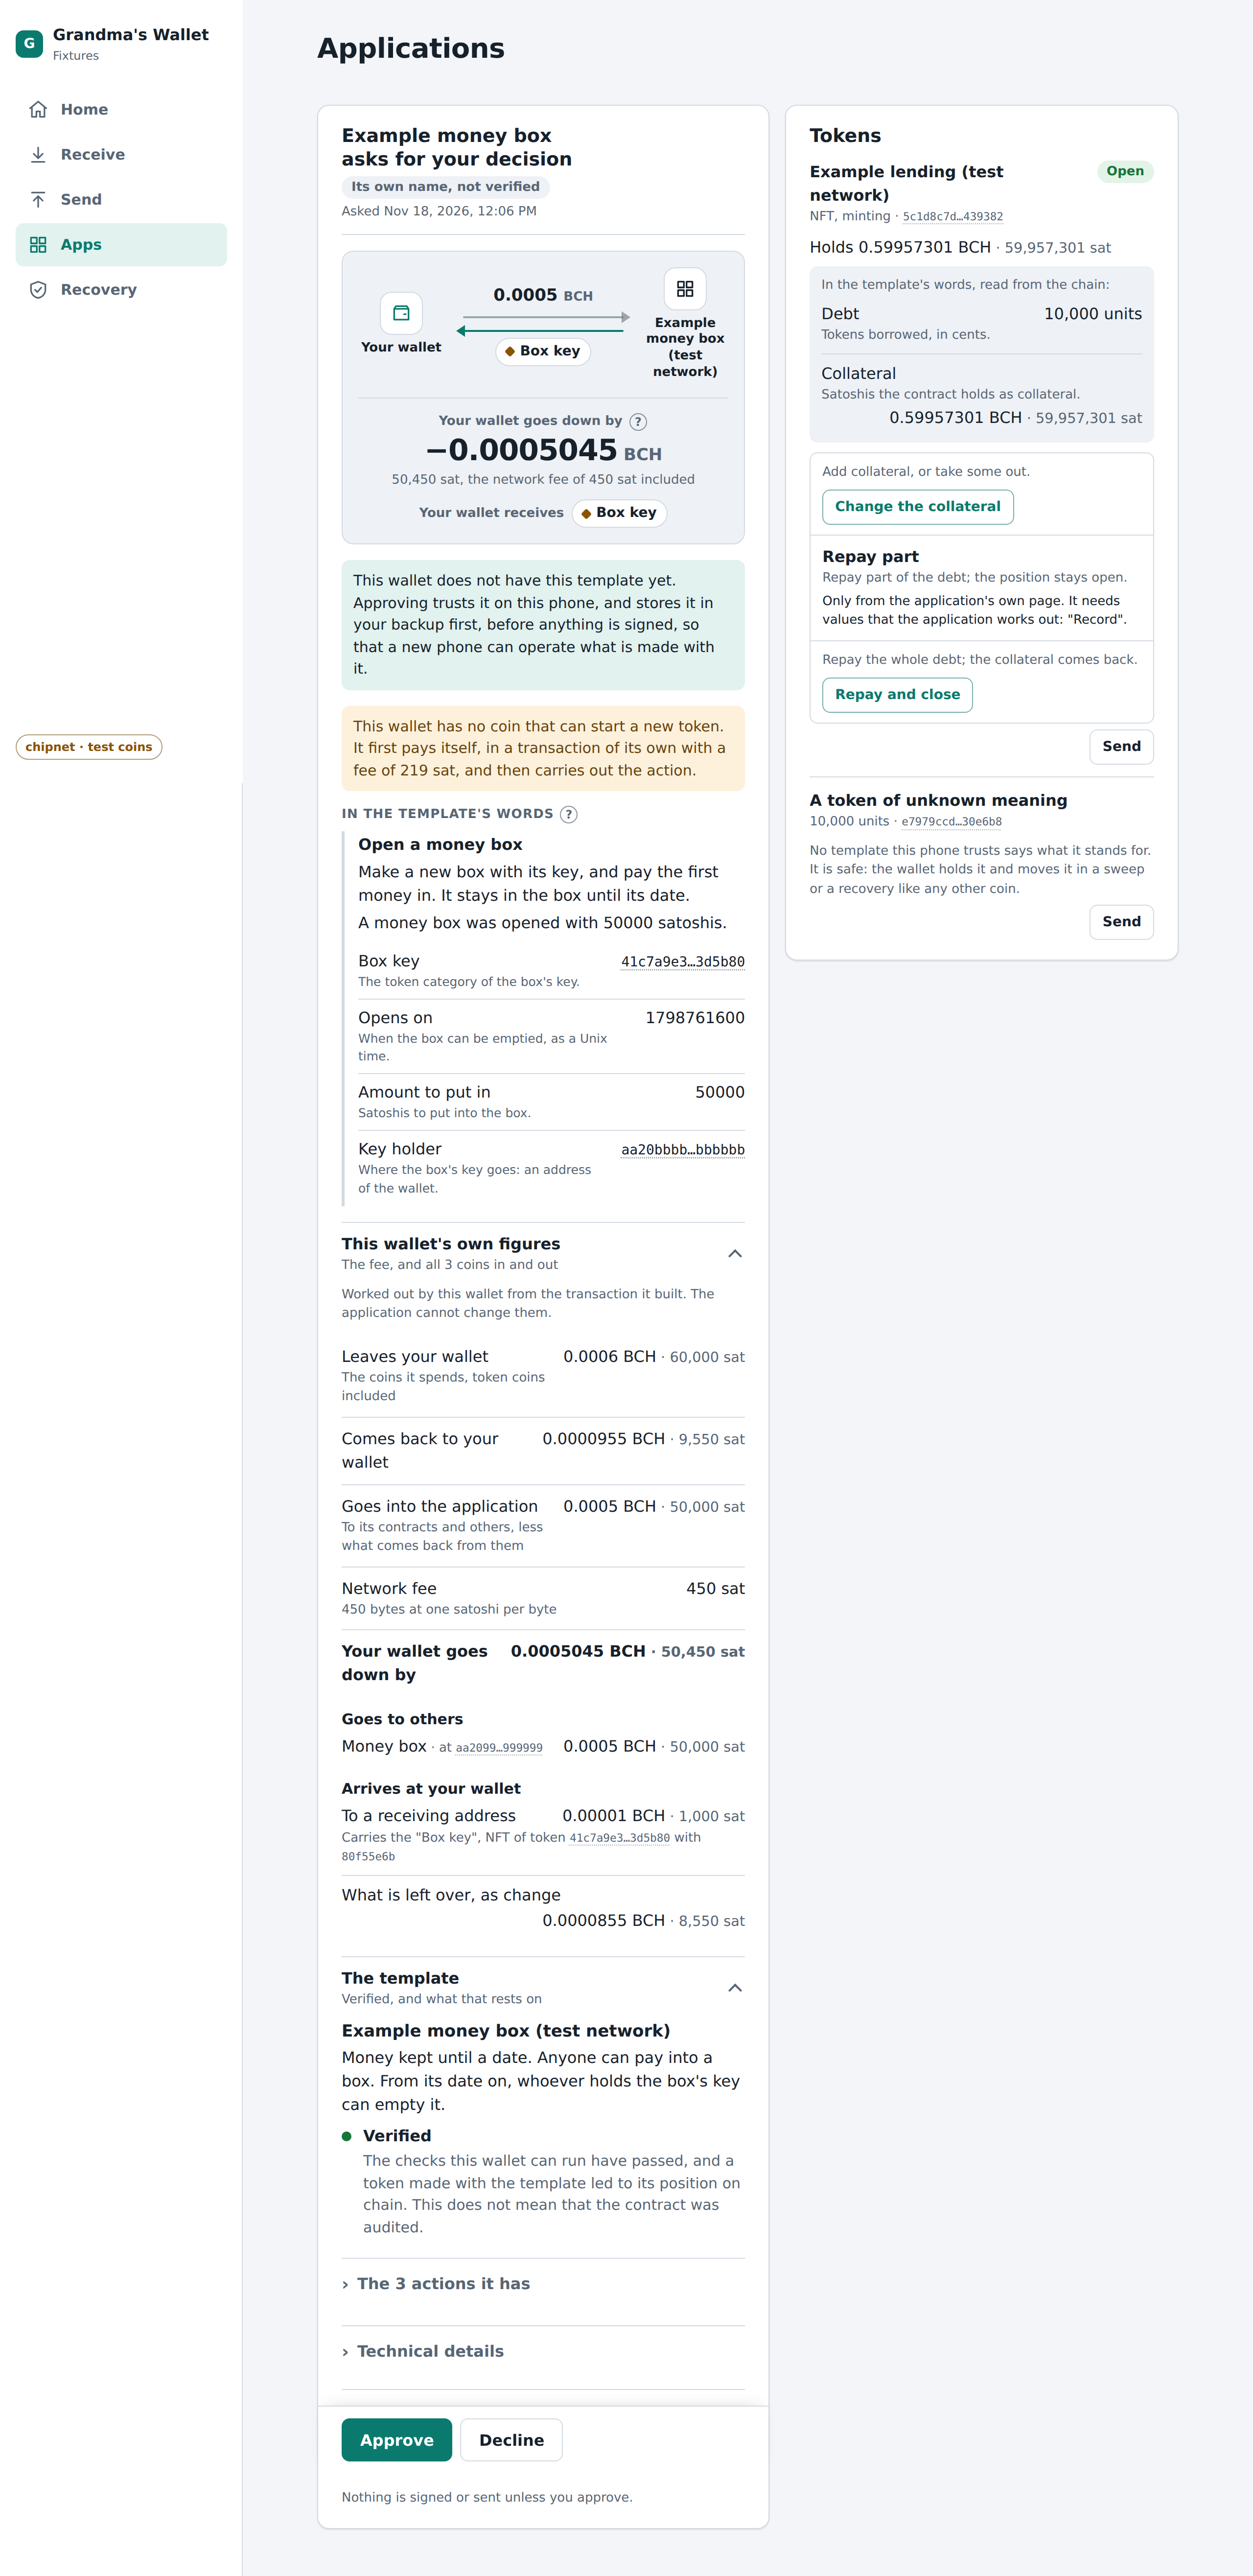 G
Grandma's Wallet
Fixtures
Home
Receive
Send
Apps
Recovery
chipnet · test coins
Applications
Example money box
asks for your decision
Its own name, not verified
Asked Nov 18, 2026, 12:06 PM
Your wallet
0.0005 BCH
Box key
Example
money box
(test
network)
Your wallet goes down by ?
−0.0005045 BCH
50,450 sat, the network fee of 450 sat included
Your wallet receives Box key
This wallet does not have this template yet.
Approving trusts it on this phone, and stores it in
your backup first, before anything is signed, so
that a new phone can operate what is made with
it.
This wallet has no coin that can start a new token.
It first pays itself, in a transaction of its own with a
fee of 219 sat, and then carries out the action.
IN THE TEMPLATE'S WORDS ?
Open a money box
Make a new box with its key, and pay the first
money in. It stays in the box until its date.
A money box was opened with 50000 satoshis.
Box key 41c7a9e3…3d5b80
The token category of the box's key.
Opens on 1798761600
When the box can be emptied, as a Unix
time.
Amount to put in 50000
Satoshis to put into the box.
Key holder aa20bbbb…bbbbbb
Where the box's key goes: an address
of the wallet.
This wallet's own figures
The fee, and all 3 coins in and out
Worked out by this wallet from the transaction it built. The
application cannot change them.
Leaves your wallet 0.0006 BCH · 60,000 sat
The coins it spends, token coins
included
Comes back to your 0.0000955 BCH · 9,550 sat
wallet
Goes into the application 0.0005 BCH · 50,000 sat
To its contracts and others, less
what comes back from them
Network fee 450 sat
450 bytes at one satoshi per byte
Your wallet goes 0.0005045 BCH · 50,450 sat
down by
Goes to others
Money box · at aa2099…999999 0.0005 BCH · 50,000 sat
Arrives at your wallet
To a receiving address 0.00001 BCH · 1,000 sat
Carries the "Box key", NFT of token 41c7a9e3…3d5b80 with
80f55e6b
What is left over, as change
0.0000855 BCH · 8,550 sat
The template
Verified, and what that rests on
Example money box (test network)
Money kept until a date. Anyone can pay into a
box. From its date on, whoever holds the box's key
can empty it.
Verified
The checks this wallet can run have passed, and a
token made with the template led to its position on
chain. This does not mean that the contract was
audited.
› The 3 actions it has
› Technical details
Approve Decline
Nothing is signed or sent unless you approve.
Tokens
Example lending (test
network)
Open
NFT, minting · 5c1d8c7d…439382
Holds 0.59957301 BCH · 59,957,301 sat
In the template's words, read from the chain:
Debt 10,000 units
Tokens borrowed, in cents.
Collateral
Satoshis the contract holds as collateral.
0.59957301 BCH · 59,957,301 sat
Add collateral, or take some out.
Change the collateral
Repay part
Repay part of the debt; the position stays open.
Only from the application's own page. It needs
values that the application works out: "Record".
Repay the whole debt; the collateral comes back.
Repay and close
Send
A token of unknown meaning
10,000 units · e7979ccd…30e6b8
No template this phone trusts says what it stands for.
It is safe: the wallet holds it and moves it in a sweep
or a recovery like any other coin.
Send